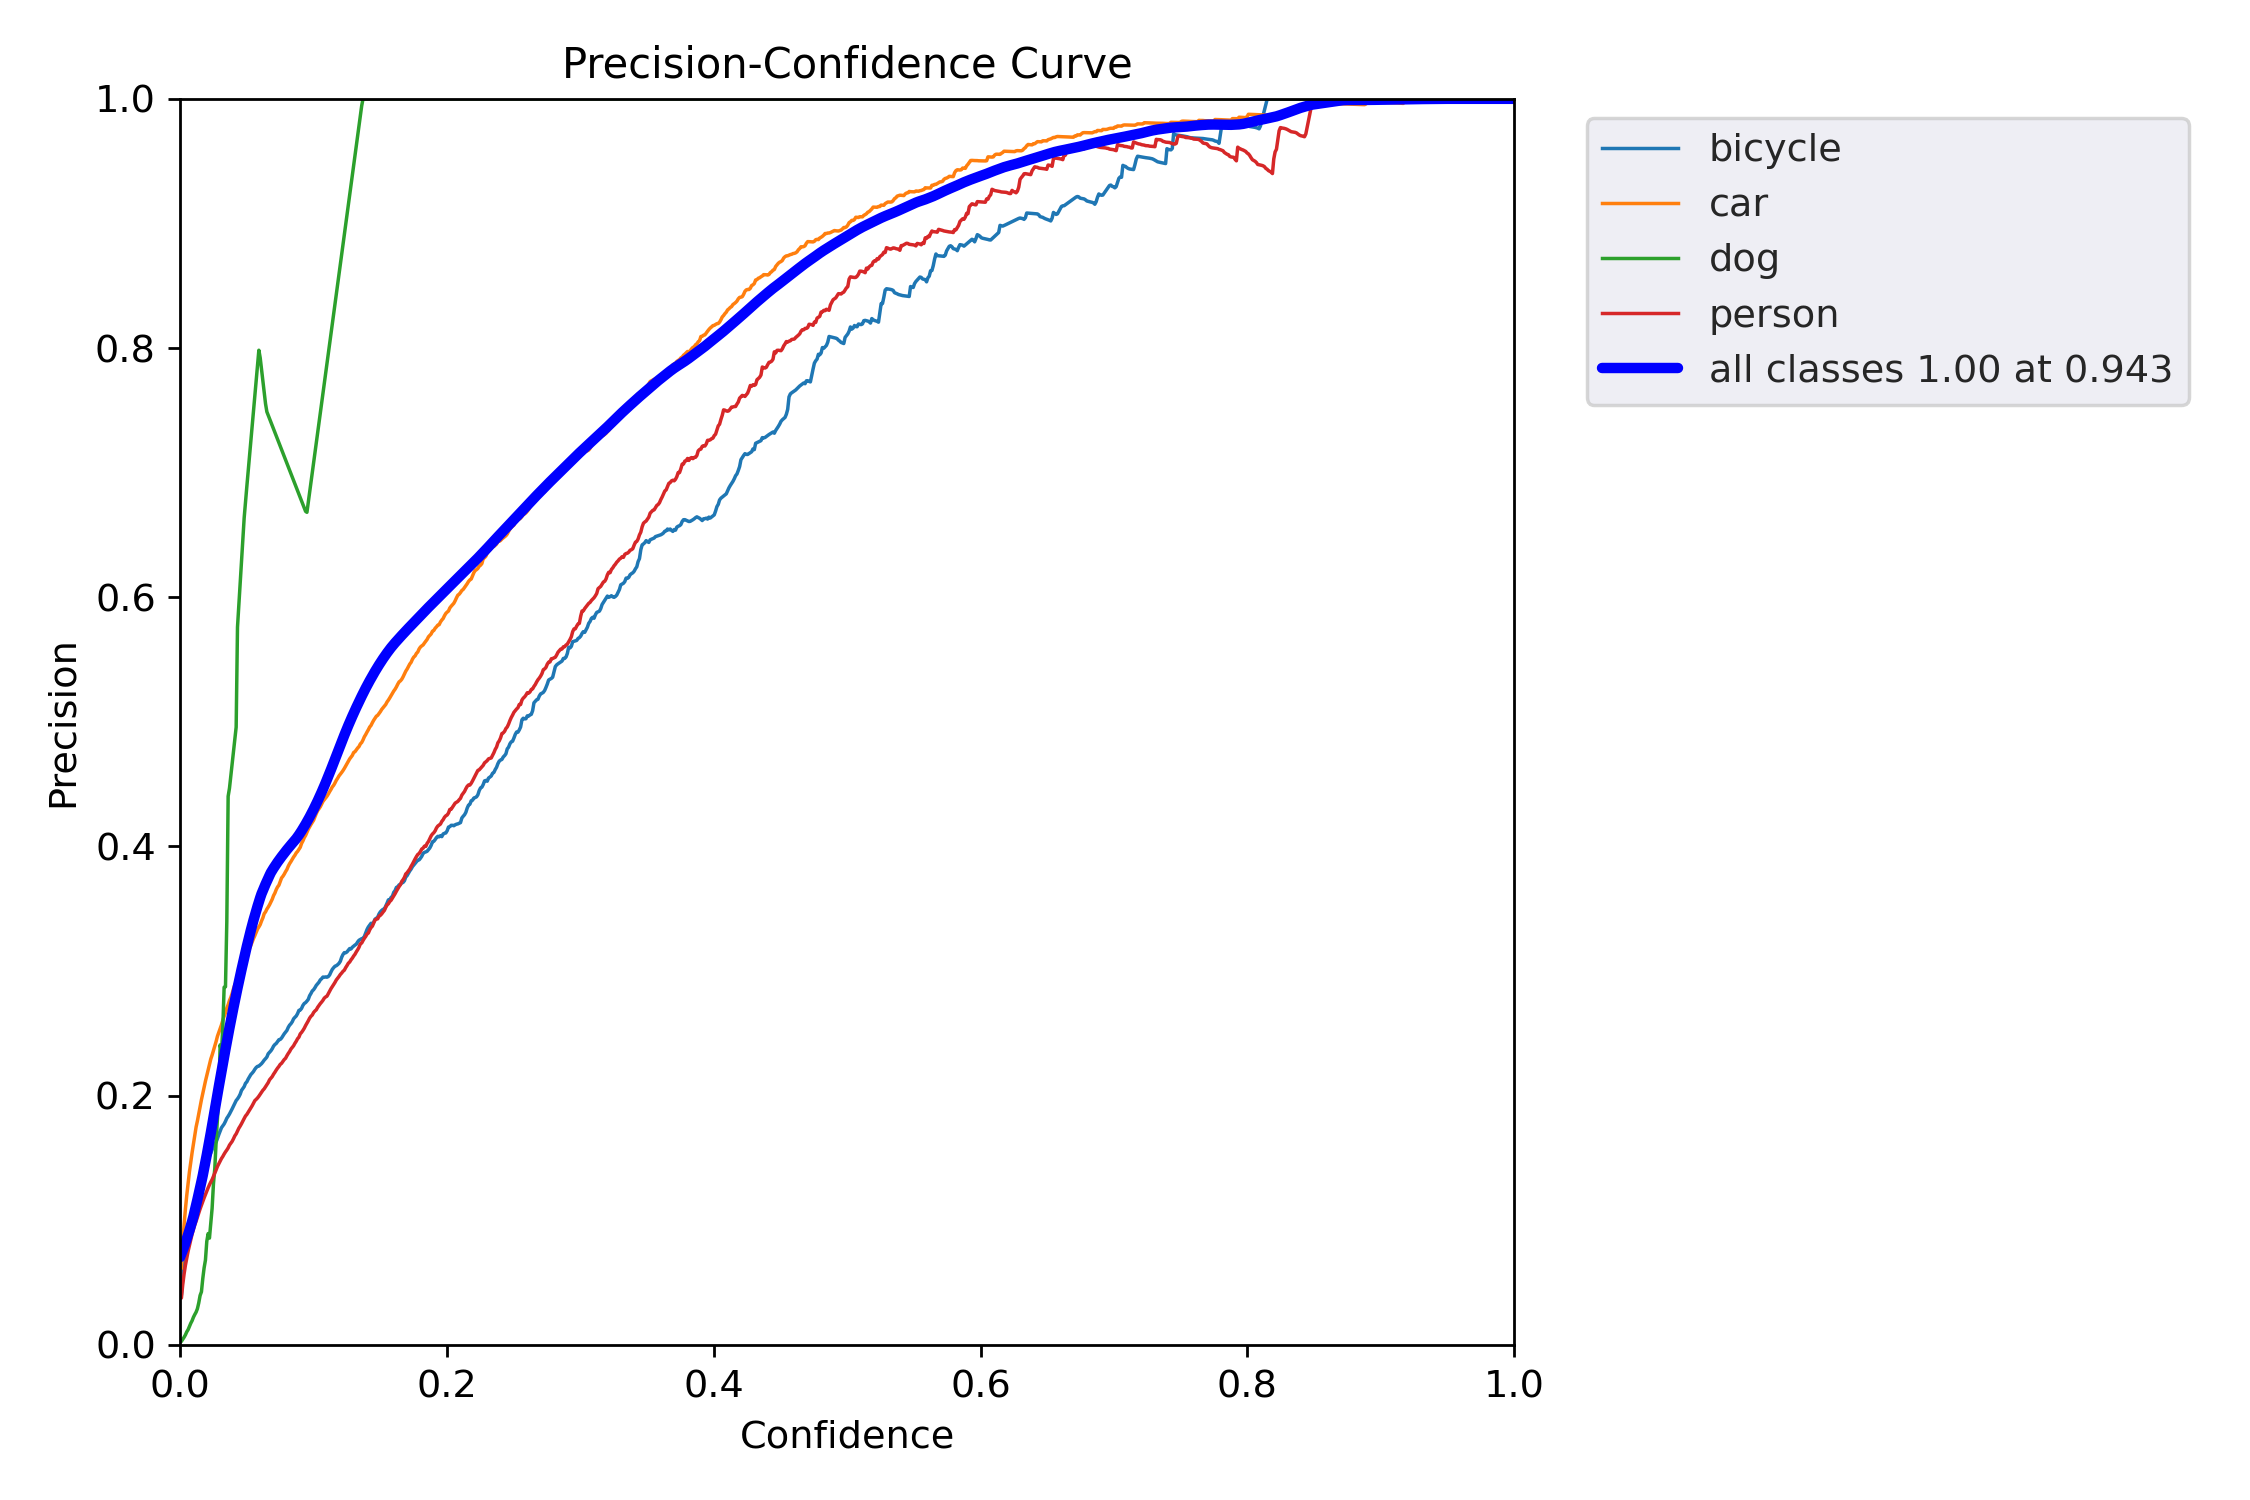 Precision-Confidence Curve
1.0
0.8
0.6
0.4
0.2
0.0
Precision
0.0 0.2 0.4 0.6 0.8 1.0
Confidence
bicycle
car
dog
person
all classes 1.00 at 0.943